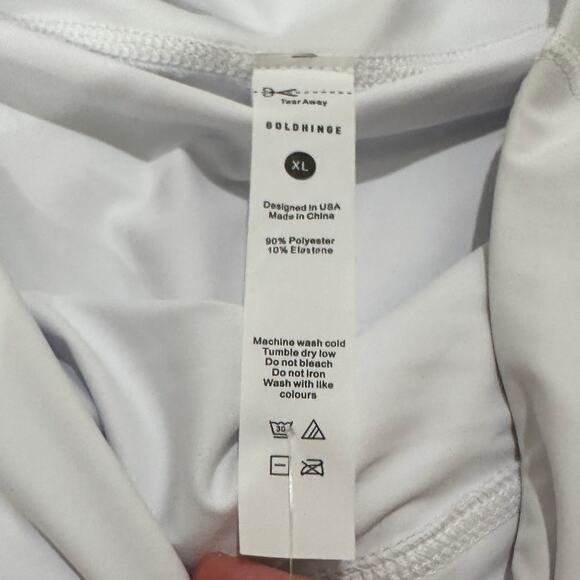 Tear Away
GOLDHINGE
XL
Designed in USA
Made in China
90% Polyester
10% Elastene
Machine wash cold
Tumble dry low
Do not bleach
Do not iron
Wash with like
colours
30